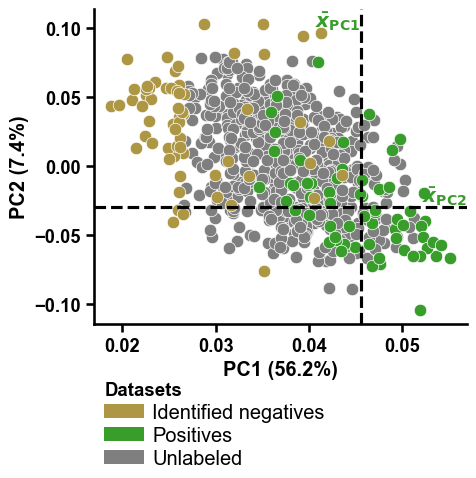 x̄PC1
0.10
0.05
0.00
−0.05
−0.10
PC2 (7.4%)
x̄PC2
0.02 0.03 0.04 0.05
PC1 (56.2%)
Datasets
Identified negatives
Positives
Unlabeled